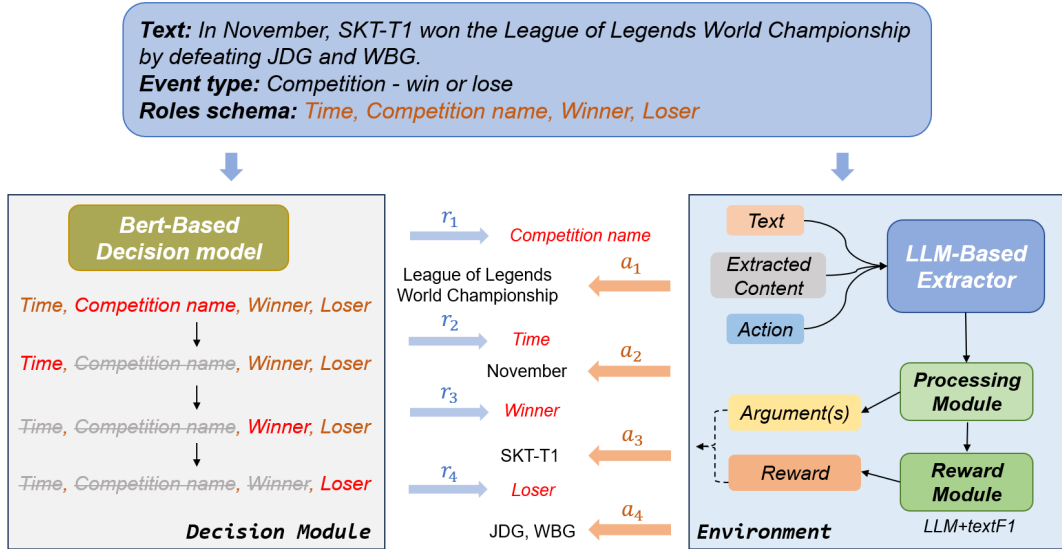 Text: In November, SKT-T1 won the League of Legends World Championship
by defeating JDG and WBG.
Event type: Competition - win or lose
Roles schema: Time, Competition name, Winner, Loser
Bert-Based
Decision model
Time, Competition name, Winner, Loser
Time, Competition name, Winner, Loser
Time, Competition name, Winner, Loser
Time, Competition name, Winner, Loser
Decision Module
r1
Competition name
a1
League of Legends
World Championship
r2
Time
a2
November
r3
Winner
a3
SKT-T1
r4
Loser
a4
JDG, WBG
Text
Extracted
Content
Action
LLM-Based
Extractor
Processing
Module
Argument(s)
Reward
Reward
Module
LLM+textF1
Environment